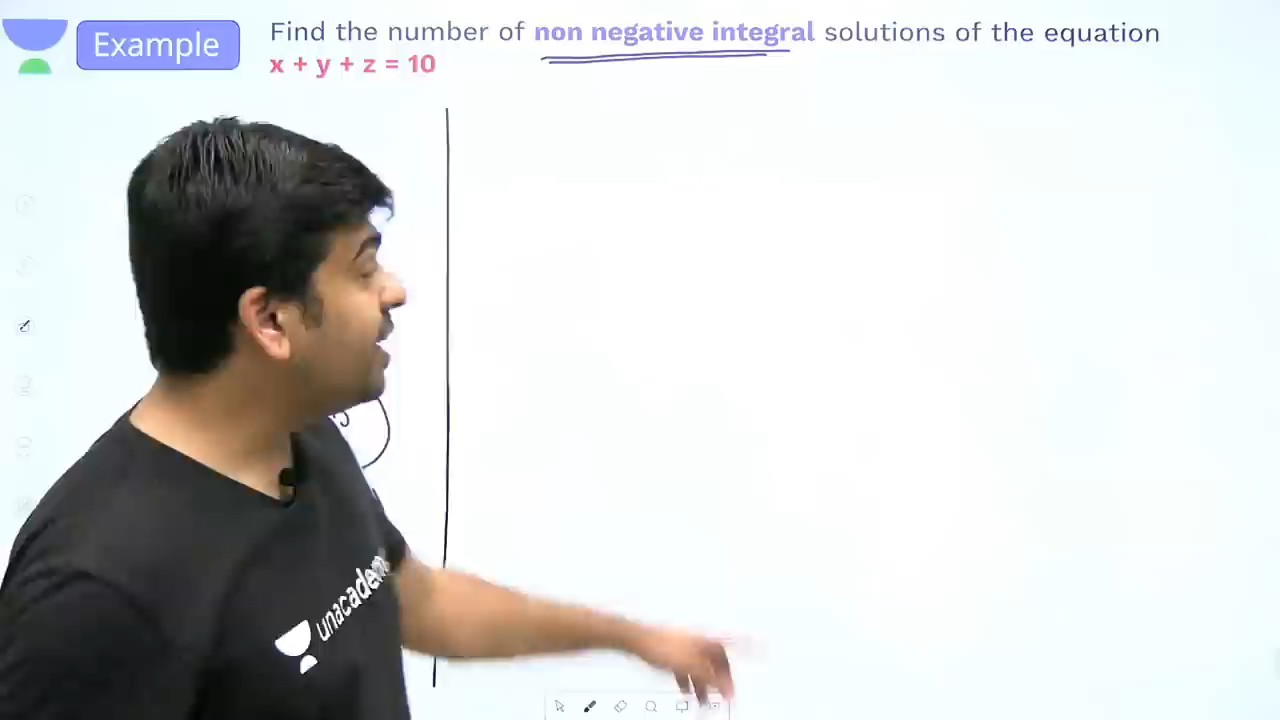 Example
Find the number of non negative integral solutions of the equation
x + y + z = 10
unacadem